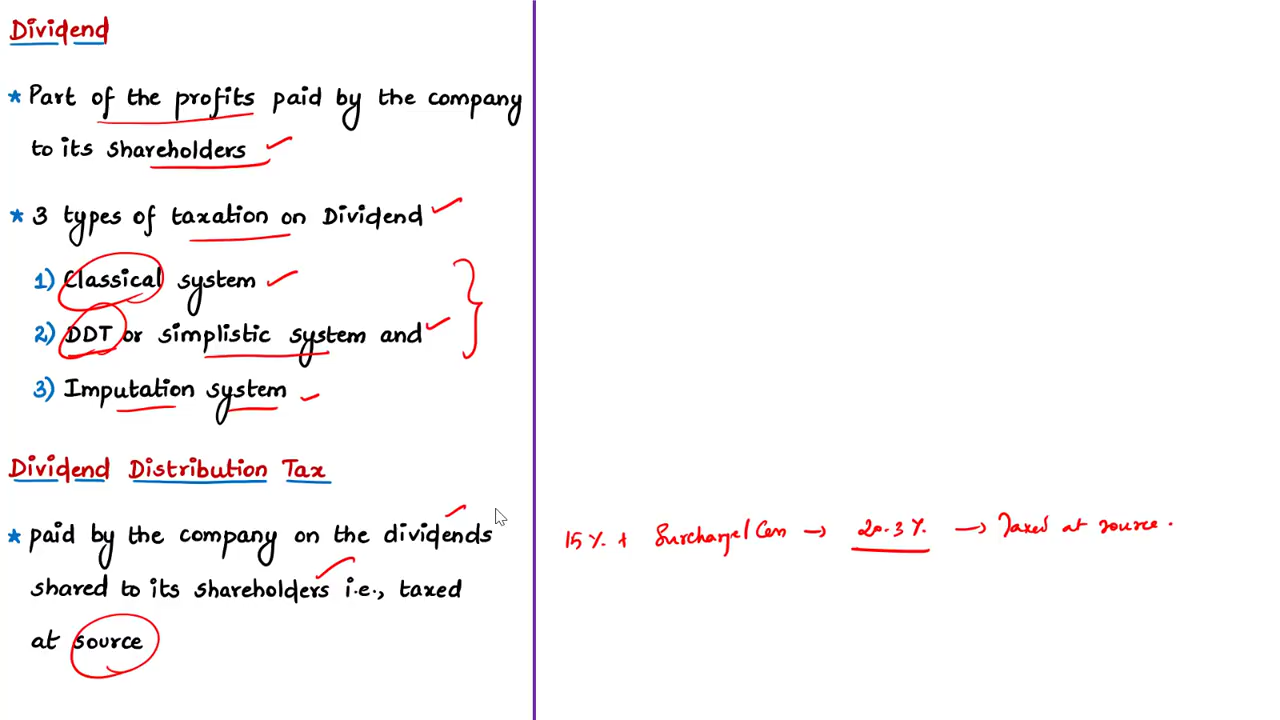 Dividend
* Part of the profits paid by the company
to its shareholders
* 3 types of taxation on Dividend
1) Classical system
2) DDT or simplistic system and
3) Imputation system
Dividend Distribution Tax
* paid by the company on the dividends
shared to its shareholders i.e., taxed
at source
15 % + Surcharge/Cess → 20.3 % → Taxed at source.